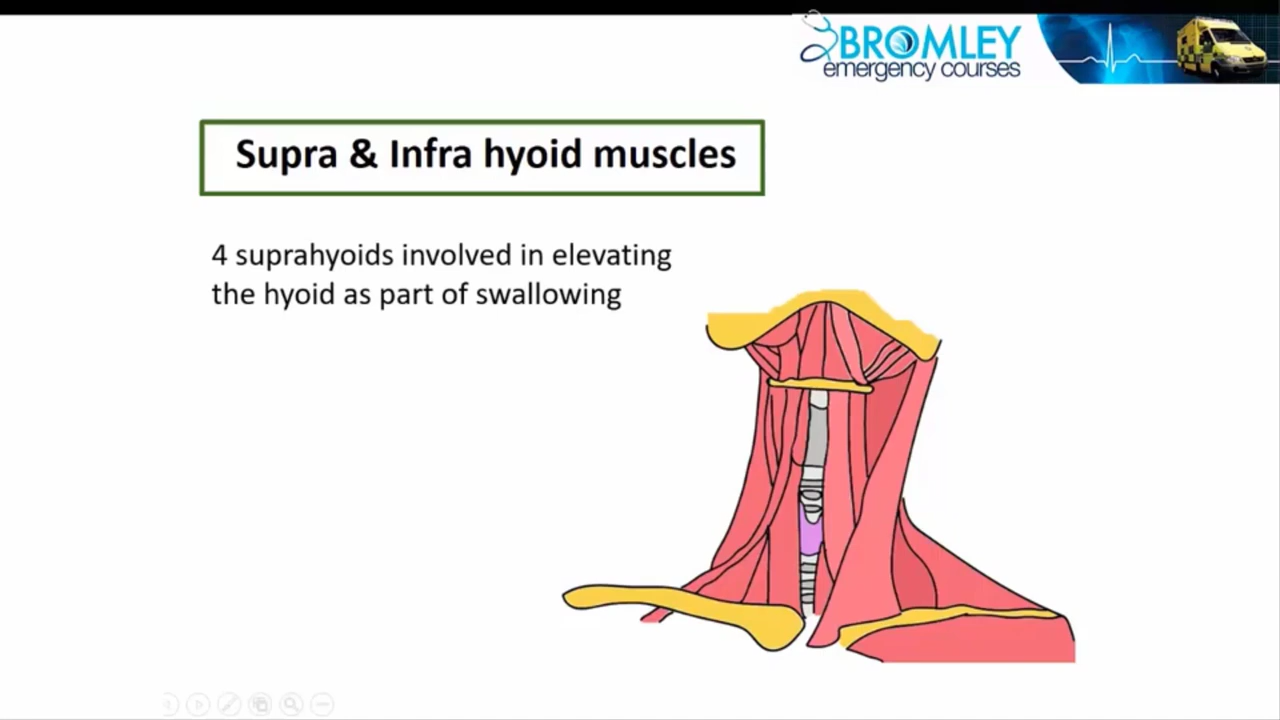 BROMLEY
emergency courses
Supra & Infra hyoid muscles
4 suprahyoids involved in elevating
the hyoid as part of swallowing